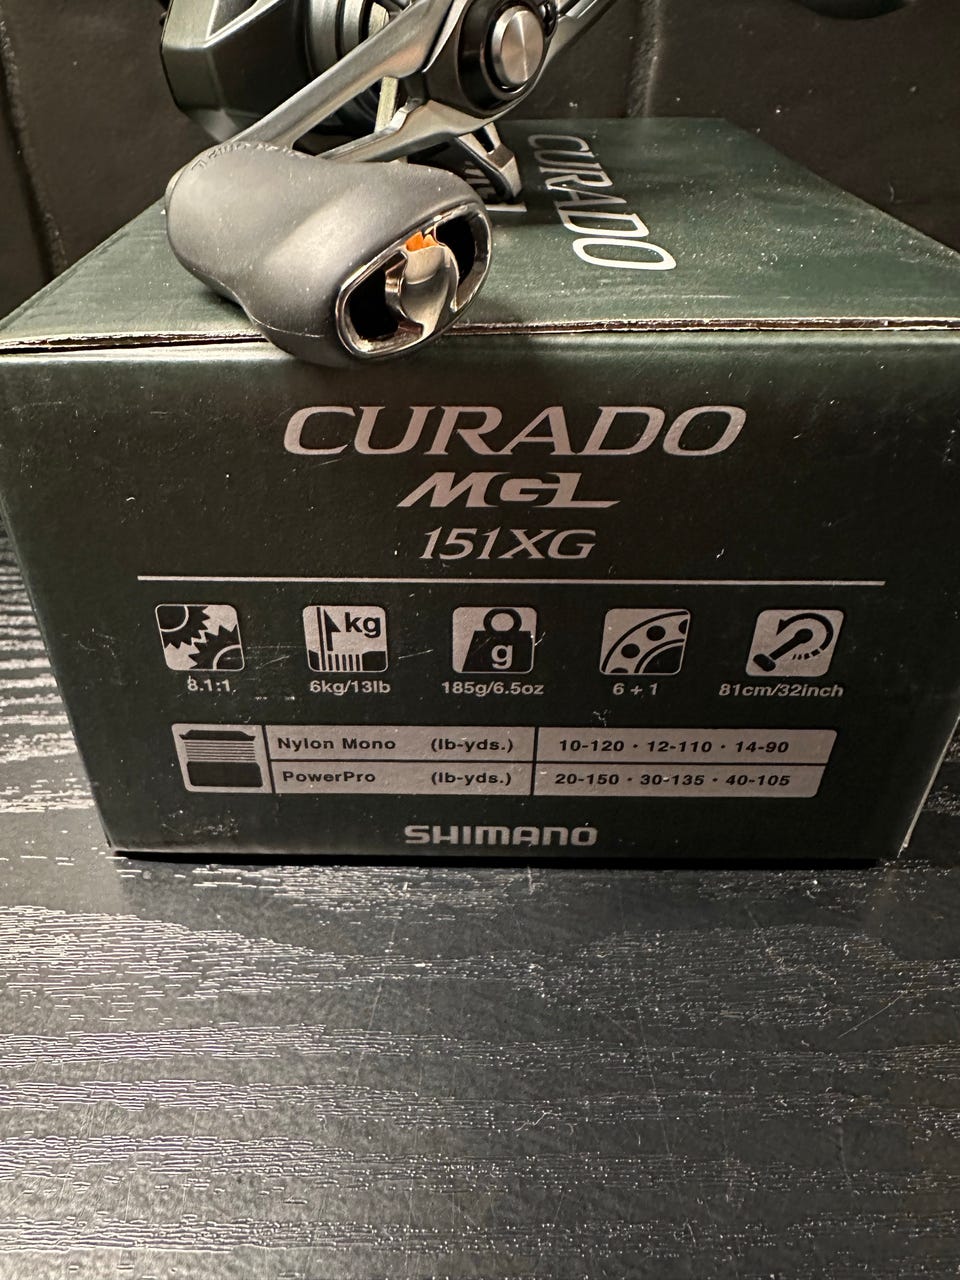 CURADO
CURADO
MGL
151XG
kg
g
8.1:1
6kg/13lb
185g/6.5oz
6 + 1
81cm/32inch
Nylon Mono (lb-yds.) 10-120 · 12-110 · 14-90
PowerPro (lb-yds.) 20-150 · 30-135 · 40-105
SHIMANO